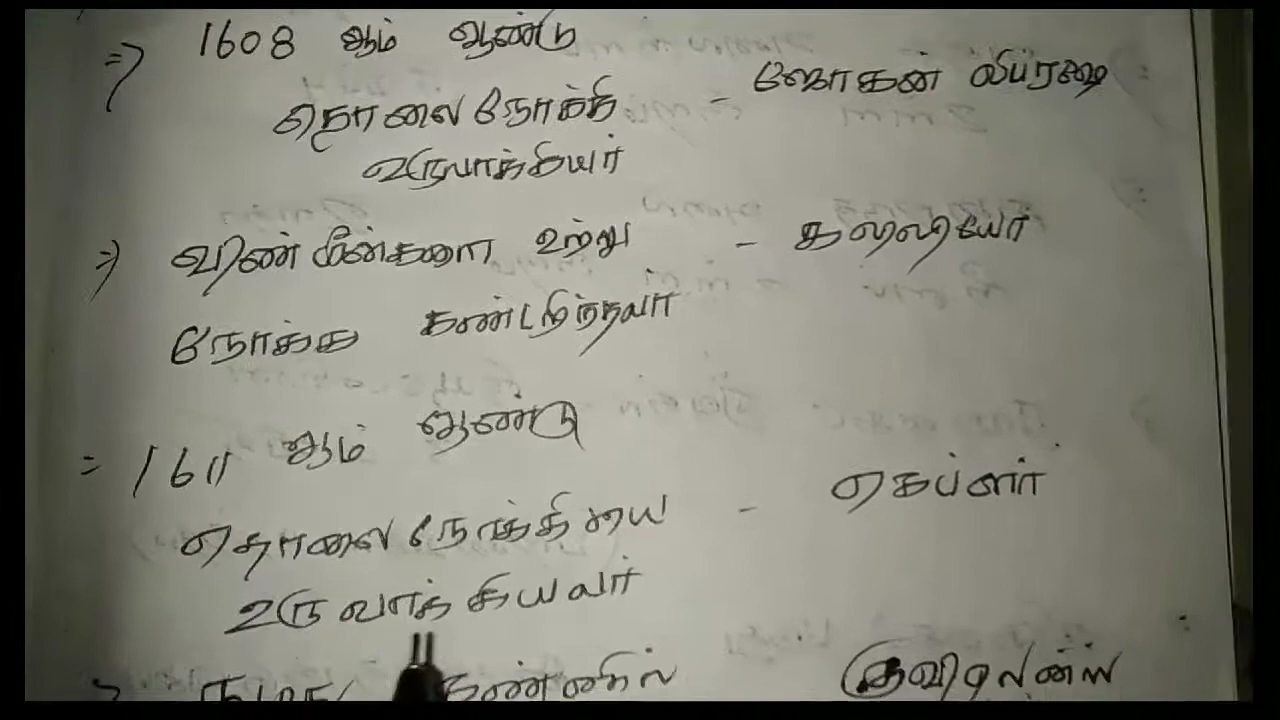 ⇒ 1608 ஆம் ஆண்டு
தொலைநோக்கி - ஜோகன் லிப்ரஷே
உருவாக்கியர்
⇒ விண்மீன்களை உற்று - கலிலியோ
நோக்க கண்டறிந்தவர்
= 1611 ஆம் ஆண்டு
தொலை நோக்கியை - கெப்ளர்
உருவாக்கியவர்
கண்ணில் குவிலென்ஸ்